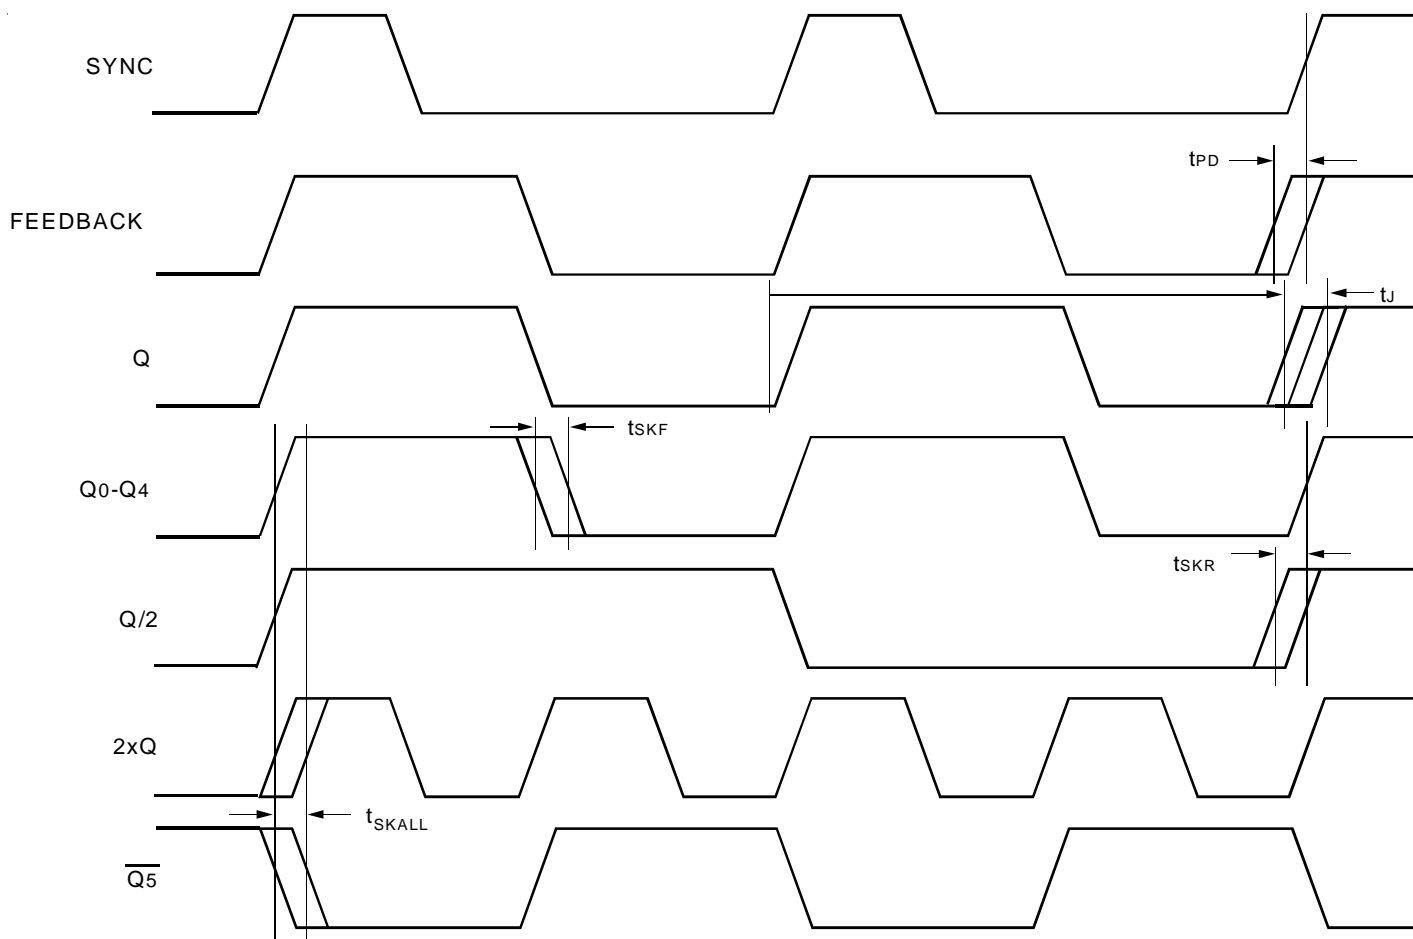 SYNC
tPD
FEEDBACK
tJ
Q
tSKF
Q0-Q4
tSKR
Q/2
2xQ
tSKALL
Q5